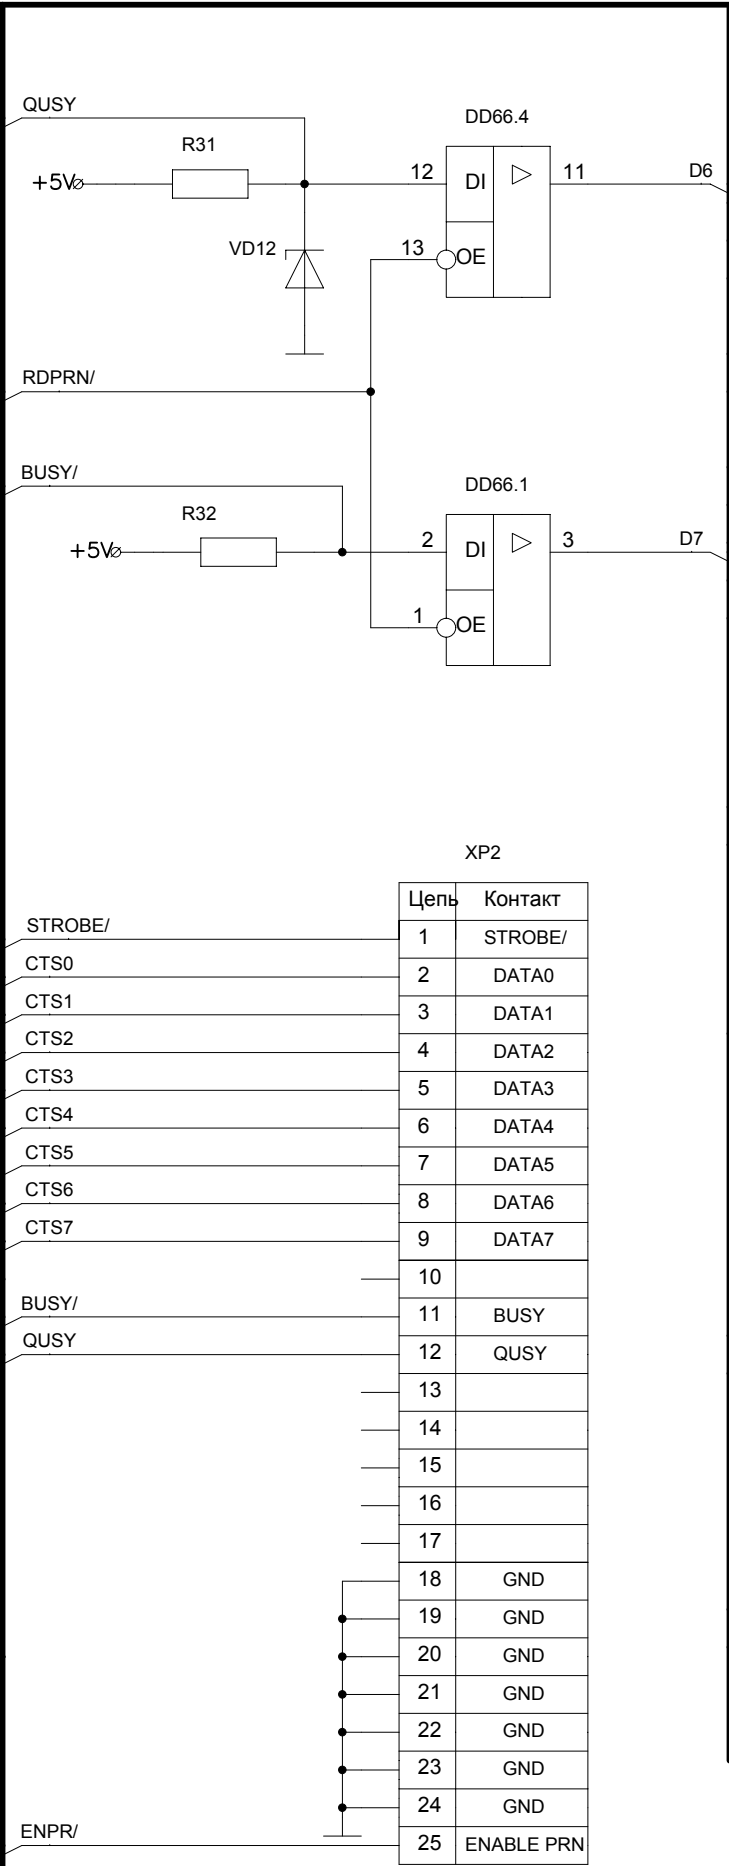 QUSY
DD66.4
R31
+5V
12 DI 11 D6
VD12
13 OE
RDPRN/
BUSY/
DD66.1
R32
+5V
2 DI 3 D7
1 OE
XP2
Цепь Контакт
STROBE/ 1 STROBE/
CTS0 2 DATA0
CTS1 3 DATA1
CTS2 4 DATA2
CTS3 5 DATA3
CTS4 6 DATA4
CTS5 7 DATA5
CTS6 8 DATA6
CTS7 9 DATA7
10
BUSY/ 11 BUSY
QUSY 12 QUSY
13
14
15
16
17
18 GND
19 GND
20 GND
21 GND
22 GND
23 GND
24 GND
ENPR/ 25 ENABLE PRN